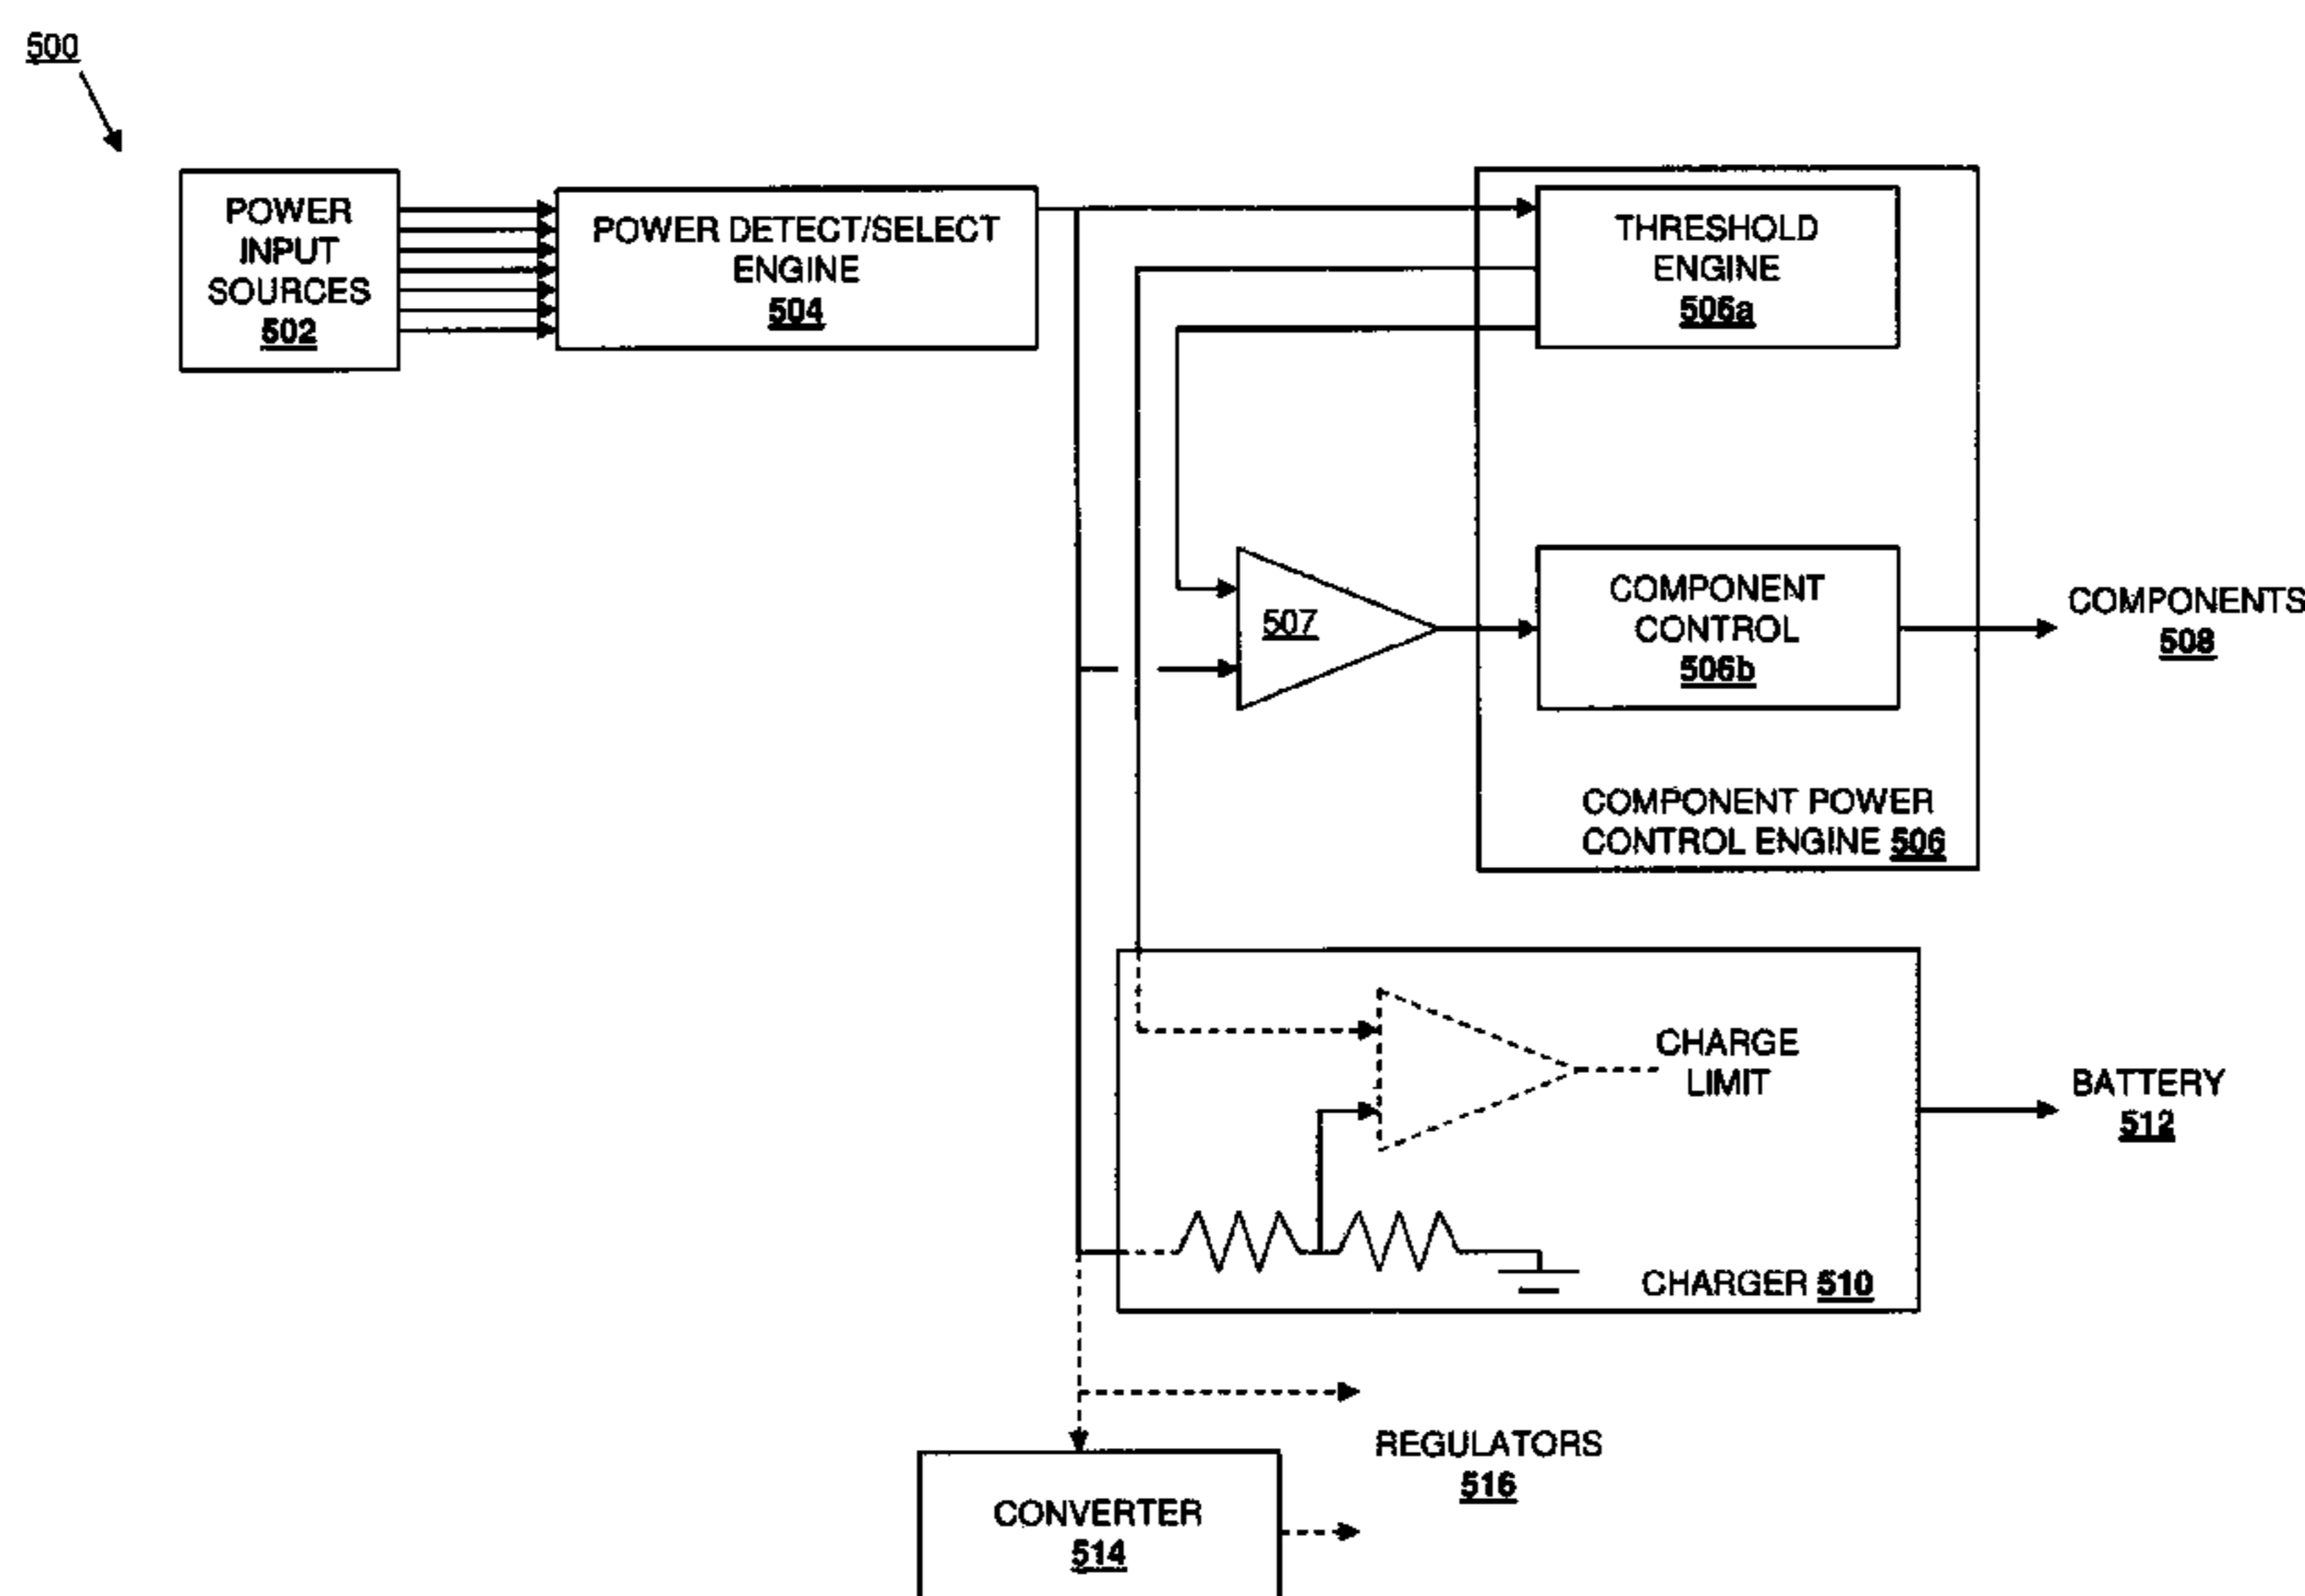 500
POWER
INPUT
SOURCES
502
POWER DETECT/SELECT
ENGINE
504
THRESHOLD
ENGINE
506a
507
COMPONENT
CONTROL
506b
COMPONENTS
508
COMPONENT POWER
CONTROL ENGINE 506
CHARGE
LIMIT
BATTERY
512
CHARGER 510
REGULATORS
516
CONVERTER
514